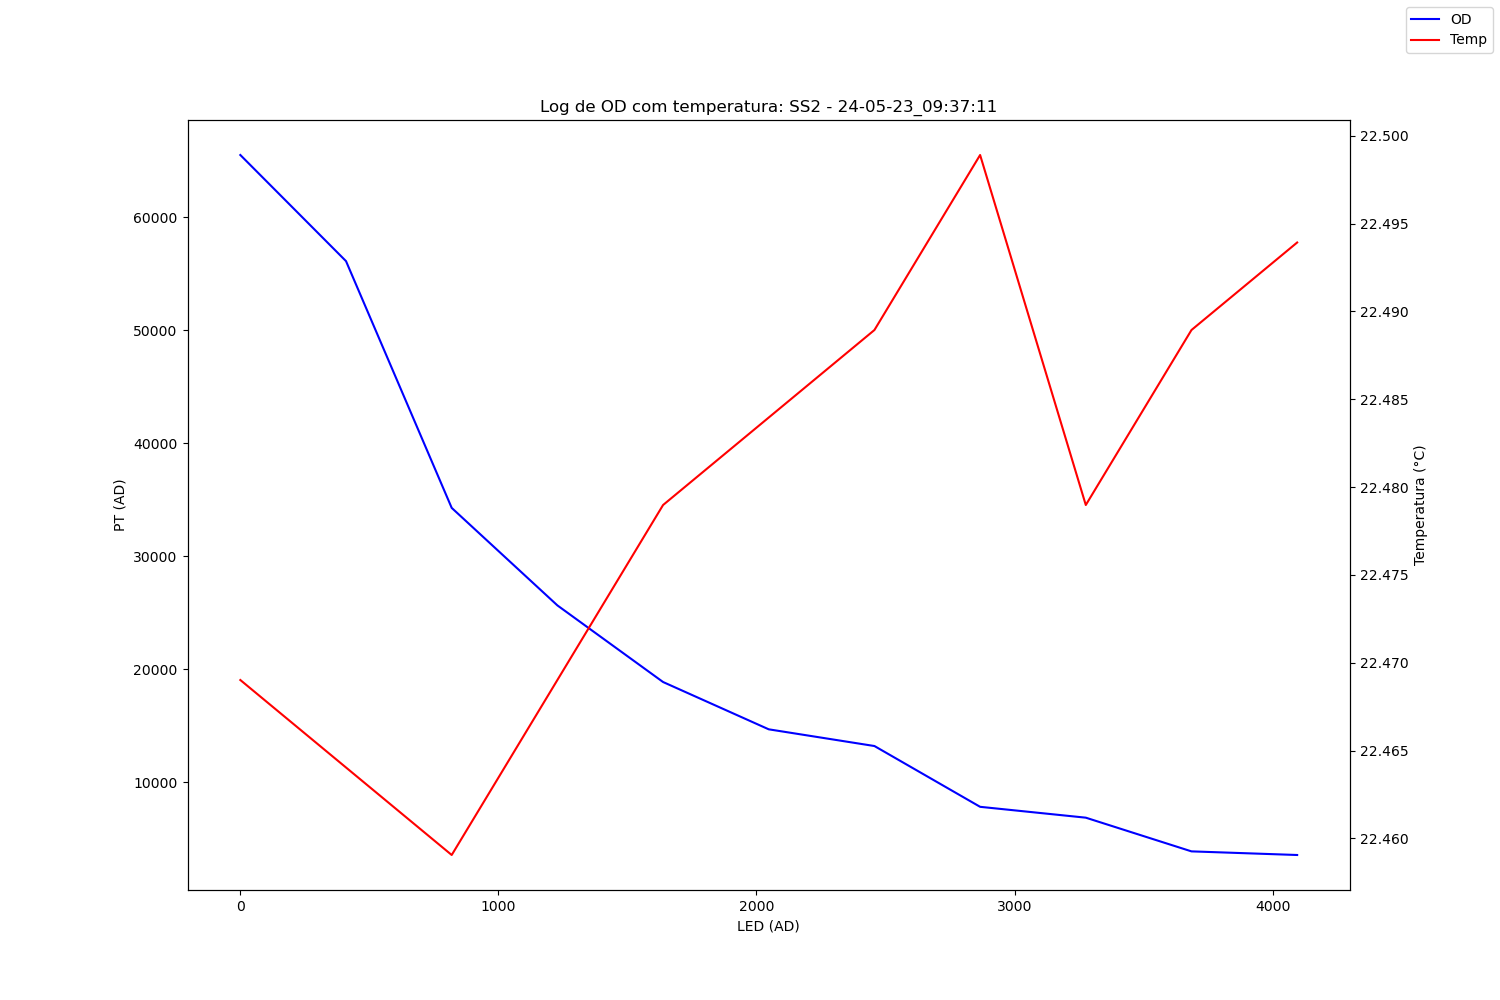 OD
Temp
Log de OD com temperatura: SS2 - 24-05-23_09:37:11
60000
50000
40000
30000
20000
10000
PT (AD)
22.500
22.495
22.490
22.485
22.480
22.475
22.470
22.465
22.460
Temperatura (°C)
0 1000 2000 3000 4000
LED (AD)